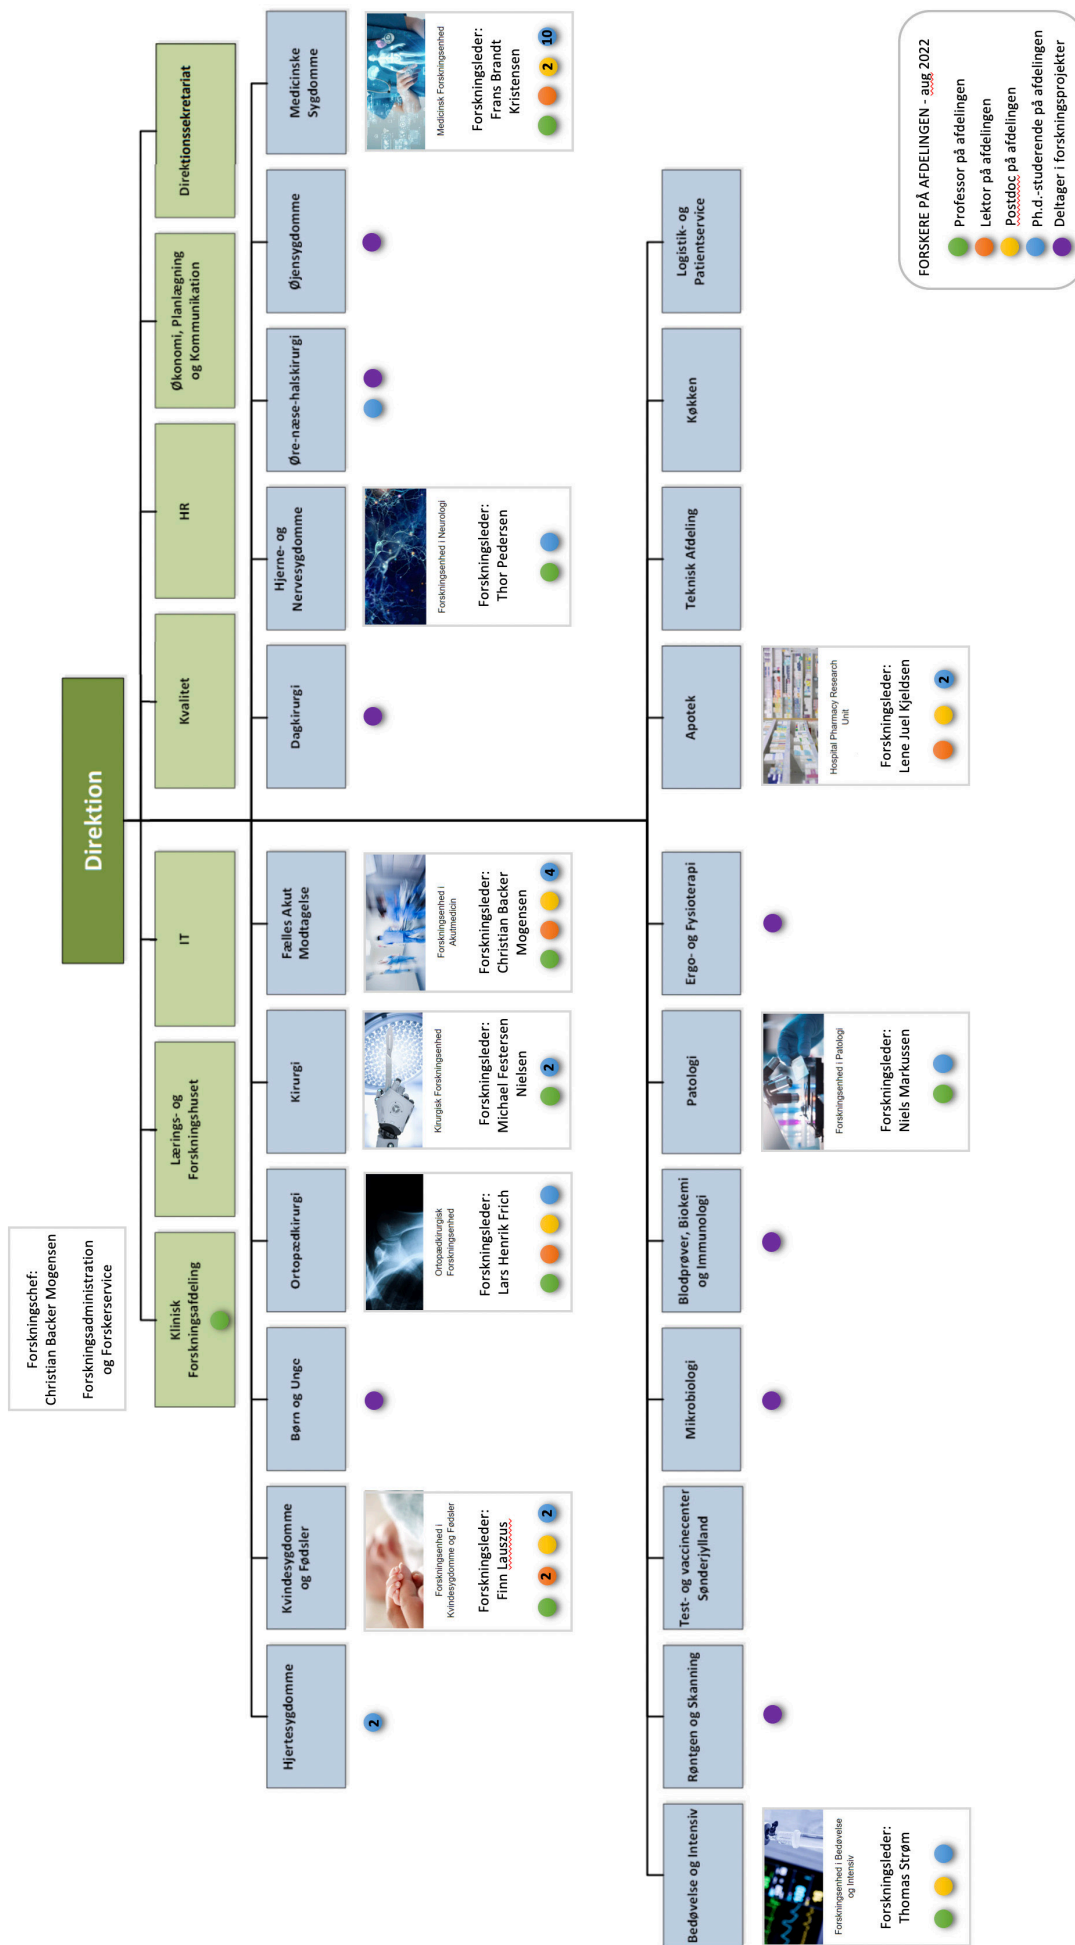 Forskningschef:
Christian Backer Mogensen
Forskningsadministration
og Forskerservice
Direktion
Klinisk
Forskningsafdeling
Lærings- og
Forskningshuset
IT
Kvalitet
HR
Økonomi, Planlægning
og Kommunikation
Direktionssekretariat
Hjertesygdomme
2
Kvindesygdomme
og Fødsler
Forskningsenhed i
Kvindesygdomme og Fødsler
Forskningsleder:
Finn Lauszus
2
2
Børn og Unge
Ortopædkirurgi
Ortopædkirurgisk
Forskningsenhed
Forskningsleder:
Lars Henrik Frich
Kirurgi
Kirurgisk Forskningsenhed
Forskningsleder:
Michael Festersen
Nielsen
2
Fælles Akut
Modtagelse
Forskningsenhed i
Akutmedicin
Forskningsleder:
Christian Backer
Mogensen
4
Dagkirurgi
Hjerne- og
Nervesygdomme
Forskningsenhed i Neurologi
Forskningsleder:
Thor Pedersen
Øre-næse-halskirurgi
Øjensygdomme
Medicinske
Sygdomme
Medicinsk Forskningsenhed
Forskningsleder:
Frans Brandt
Kristensen
2
10
Bedøvelse og Intensiv
Forskningsenhed i Bedøvelse
og Intensiv
Forskningsleder:
Thomas Strøm
Røntgen og Skanning
Test- og vaccinecenter
Sønderjylland
Mikrobiologi
Blodprøver, Biokemi
og Immunologi
Patologi
Forskningsenhed i Patologi
Forskningsleder:
Niels Markussen
Ergo- og Fysioterapi
Apotek
Hospital Pharmacy Research
Unit
Forskningsleder:
Lene Juel Kjeldsen
2
Teknisk Afdeling
Køkken
Logistik- og
Patientservice
FORSKERE PÅ AFDELINGEN - aug 2022
Professor på afdelingen
Lektor på afdelingen
Postdoc på afdelingen
Ph.d.-studerende på afdelingen
Deltager i forskningsprojekter